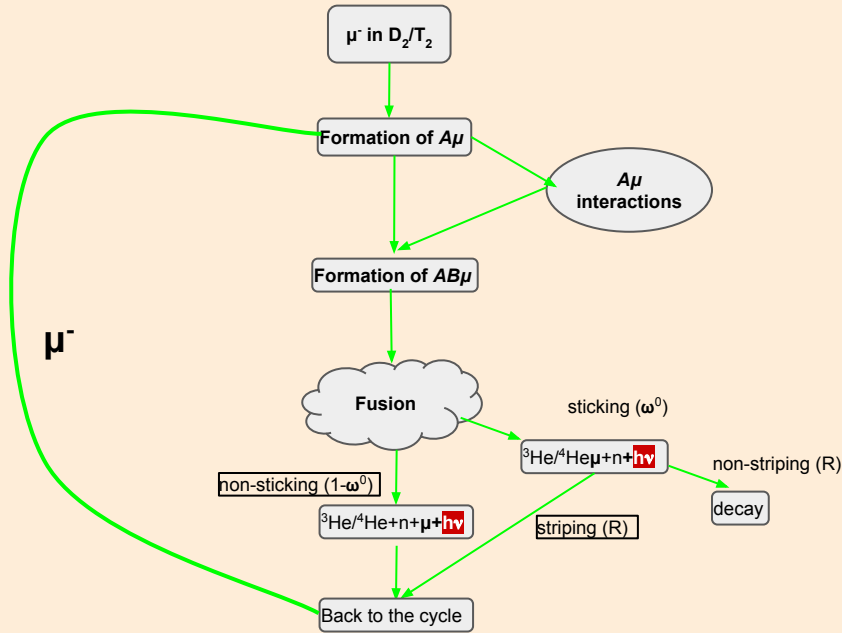 μ⁻ in D₂/T₂
Formation of Aμ
Aμ
interactions
Formation of ABμ
μ⁻
Fusion
sticking (ω⁰)
³He/⁴Heμ+n+hν
non-striping (R)
non-sticking (1-ω⁰)
decay
³He/⁴He+n+μ+hν
striping (R)
Back to the cycle